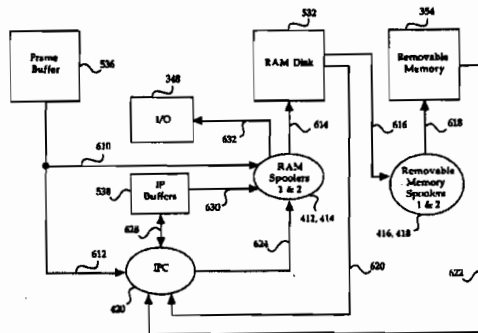 532
354
Frame
Buffer
536
RAM Disk
Removable
Memory
348
I/O
632
614
616
618
610
538
IP
Buffers
630
RAM
Spoolers
1 & 2
412, 414
Removable
Memory
Spoolers
1 & 2
416, 418
628
624
612
IPC
420
620
622